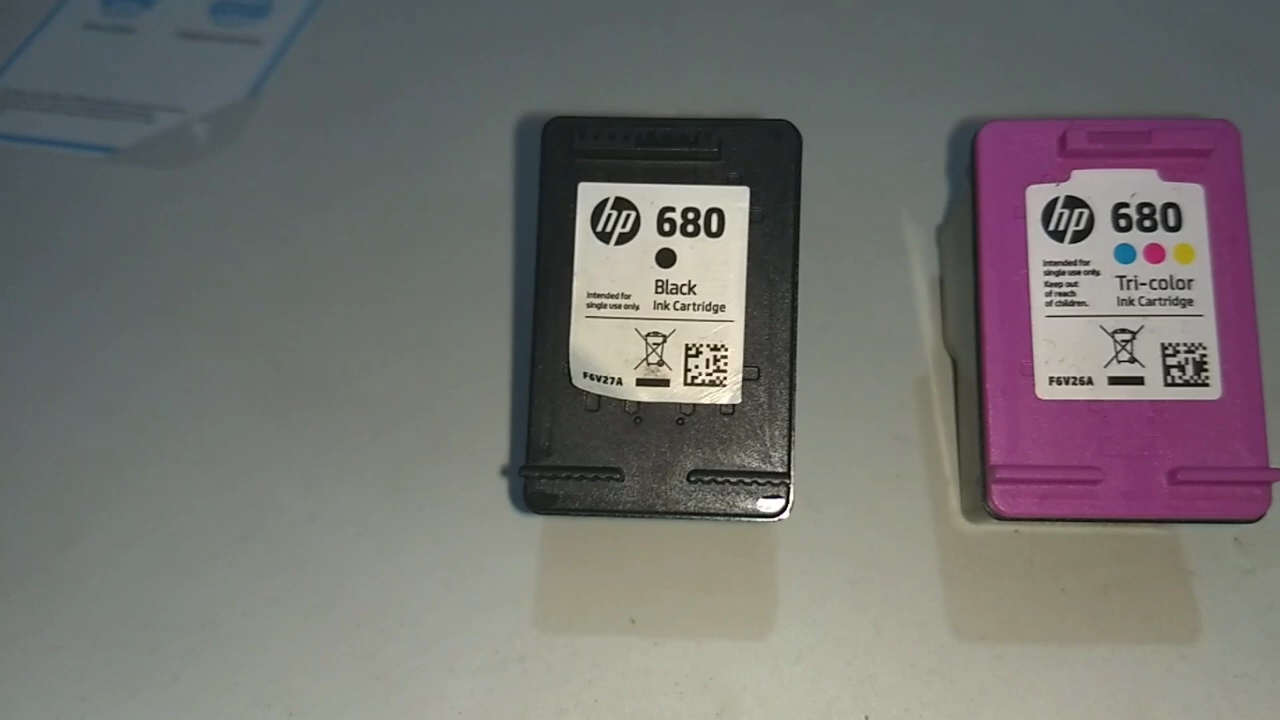 hp 680
Black
Ink Cartridge
Intended for
single use only.
F6V27A
hp 680
Intended for
single use only.
Keep out
of reach
of children.
Tri-color
Ink Cartridge
F6V26A